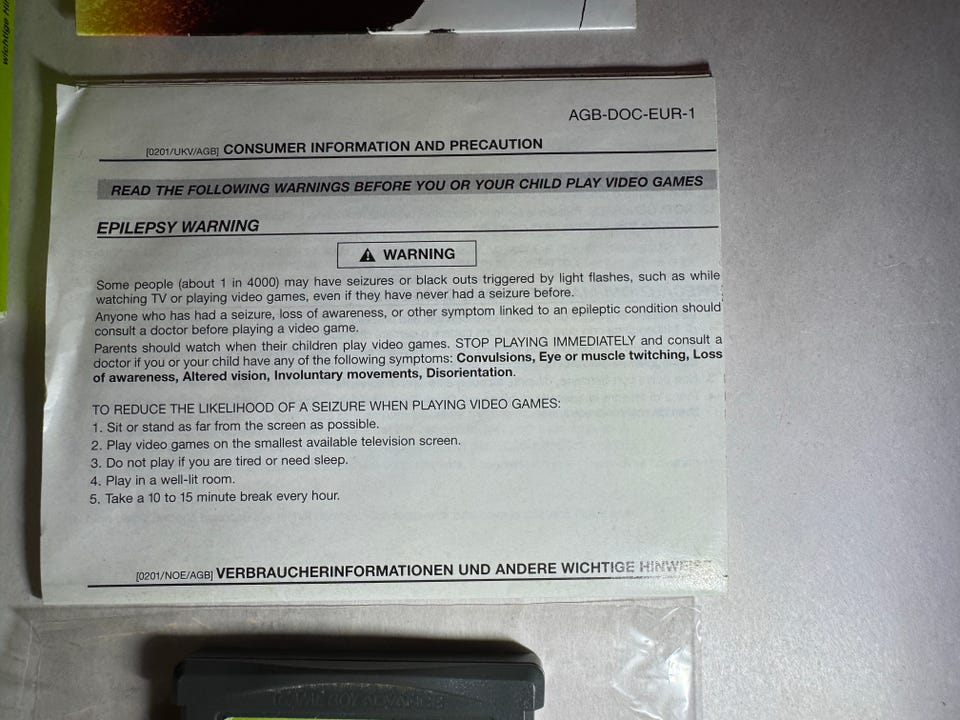 Wichtige
AGB-DOC-EUR-1
[0201/UKV/AGB] CONSUMER INFORMATION AND PRECAUTION
READ THE FOLLOWING WARNINGS BEFORE YOU OR YOUR CHILD PLAY VIDEO GAMES
EPILEPSY WARNING
WARNING
Some people (about 1 in 4000) may have seizures or black outs triggered by light flashes, such as while
watching TV or playing video games, even if they have never had a seizure before.
Anyone who has had a seizure, loss of awareness, or other symptom linked to an epileptic condition should
consult a doctor before playing a video game.
Parents should watch when their children play video games. STOP PLAYING IMMEDIATELY and consult a
doctor if you or your child have any of the following symptoms: Convulsions, Eye or muscle twitching, Loss
of awareness, Altered vision, Involuntary movements, Disorientation.
TO REDUCE THE LIKELIHOOD OF A SEIZURE WHEN PLAYING VIDEO GAMES:
1. Sit or stand as far from the screen as possible.
2. Play video games on the smallest available television screen.
3. Do not play if you are tired or need sleep.
4. Play in a well-lit room.
5. Take a 10 to 15 minute break every hour.
[0201/NOE/AGB] VERBRAUCHERINFORMATIONEN UND ANDERE WICHTIGE HINWEISE
GAME BOY ADVANCE